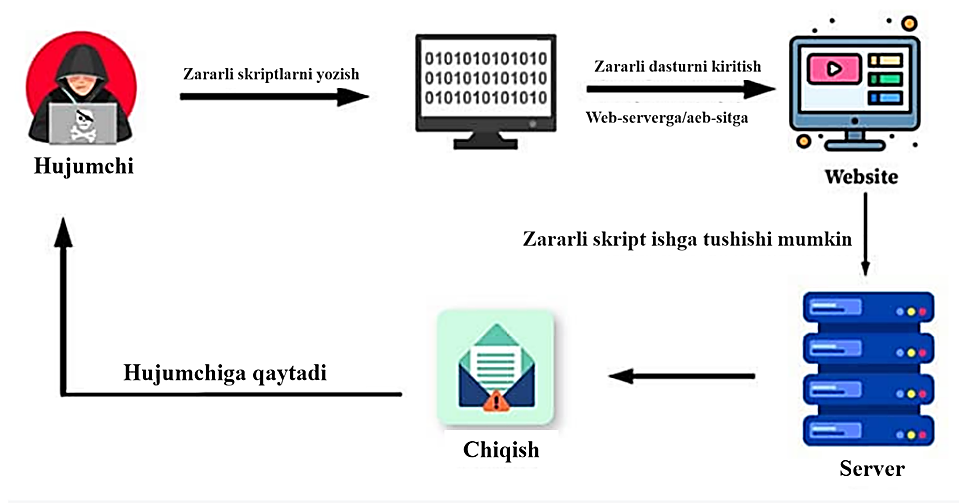 Zararli skriptlarni yozish
0101010101010
0101010101010
0101010101010
Zararli dasturni kiritish
Web-serverga/aeb-sitga
Hujumchi
Website
Zararli skript ishga tushishi mumkin
Hujumchiga qaytadi
Chiqish
Server